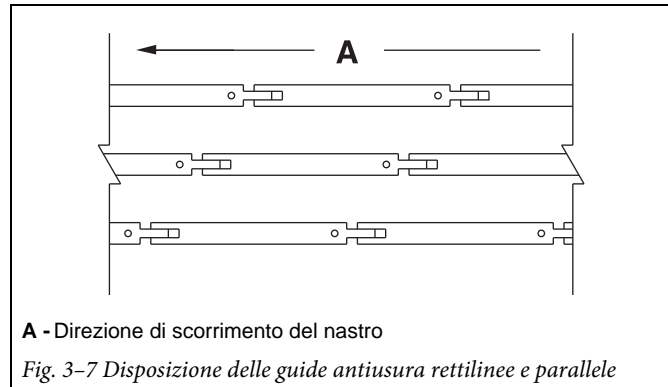 A
A - Direzione di scorrimento del nastro
Fig. 3–7 Disposizione delle guide antiusura rettilinee e parallele